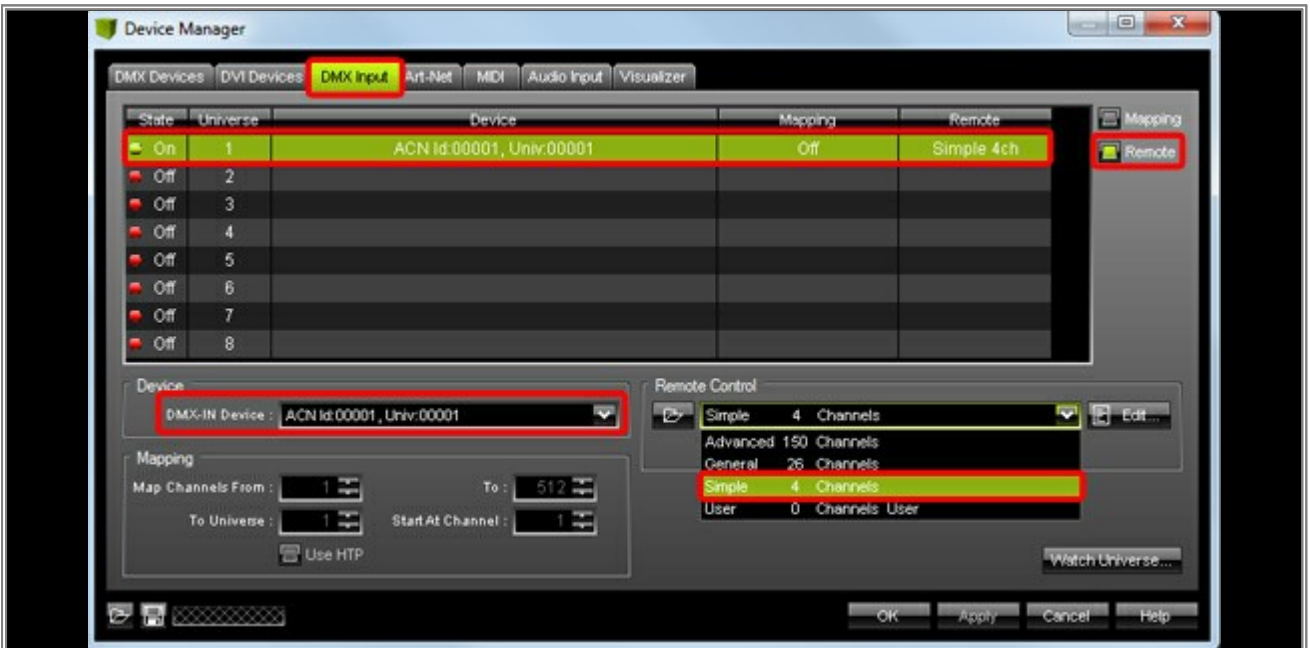 Device Manager
DMX Devices DVI Devices DMX Input Art-Net MIDI Audio Input Visualizer
State Universe Device Mapping Remote
On 1 ACN Id:00001, Univ:00001 Off Simple 4ch
Off 2
Off 3
Off 4
Off 5
Off 6
Off 7
Off 8
Mapping
Remote
Device
DMX-IN Device : ACN Id:00001, Univ:00001
Mapping
Map Channels From : 1 To : 512
To Universe : 1 Start At Channel : 1
Use HTP
Remote Control
Simple 4 Channels Edit...
Advanced 150 Channels
General 26 Channels
Simple 4 Channels
User 0 Channels User
Watch Universe...
OK Apply Cancel Help